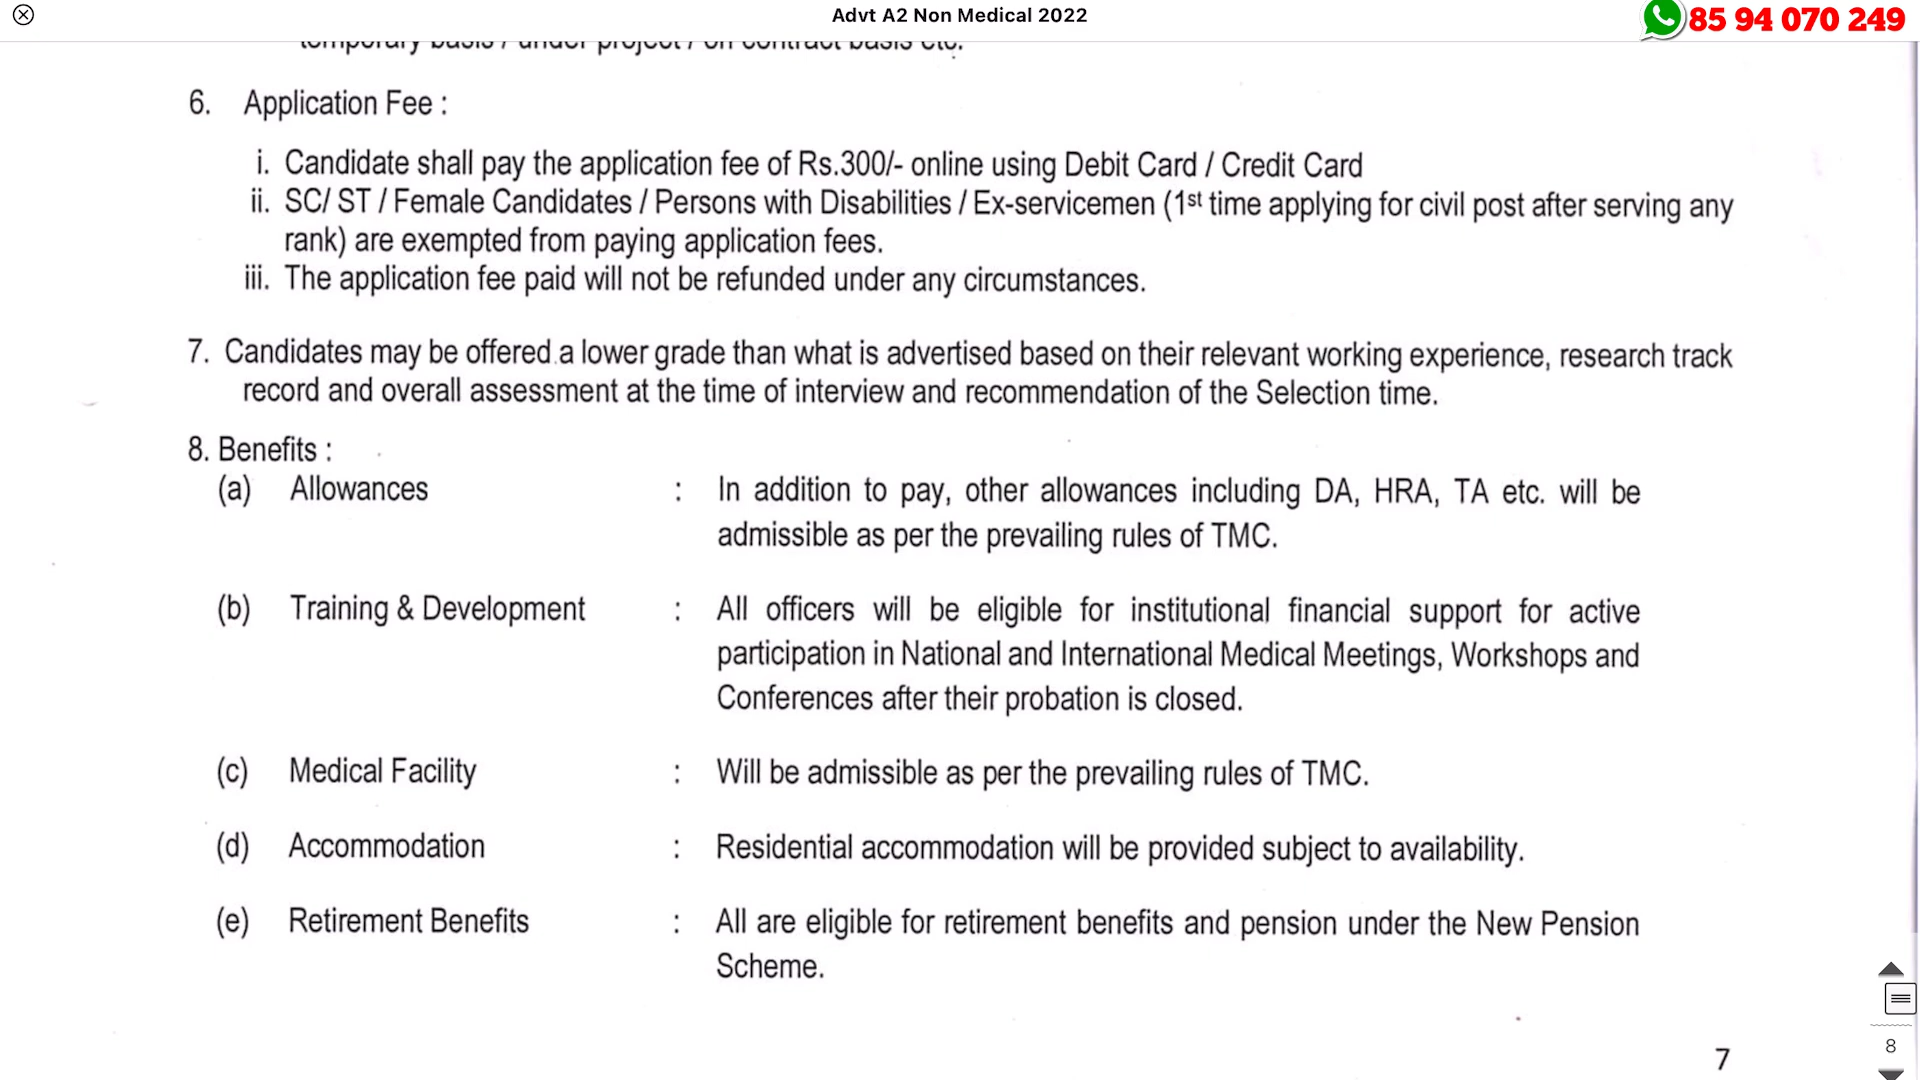 Advt A2 Non Medical 2022
85 94 070 249
temporary basis / under project / on contract basis etc.
6. Application Fee :
i. Candidate shall pay the application fee of Rs.300/- online using Debit Card / Credit Card
ii. SC/ ST / Female Candidates / Persons with Disabilities / Ex-servicemen (1st time applying for civil post after serving any
rank) are exempted from paying application fees.
iii. The application fee paid will not be refunded under any circumstances.
7. Candidates may be offered a lower grade than what is advertised based on their relevant working experience, research track
record and overall assessment at the time of interview and recommendation of the Selection time.
8. Benefits :
(a) Allowances : In addition to pay, other allowances including DA, HRA, TA etc. will be
admissible as per the prevailing rules of TMC.
(b) Training & Development : All officers will be eligible for institutional financial support for active
participation in National and International Medical Meetings, Workshops and
Conferences after their probation is closed.
(c) Medical Facility : Will be admissible as per the prevailing rules of TMC.
(d) Accommodation : Residential accommodation will be provided subject to availability.
(e) Retirement Benefits : All are eligible for retirement benefits and pension under the New Pension
Scheme.
7
8